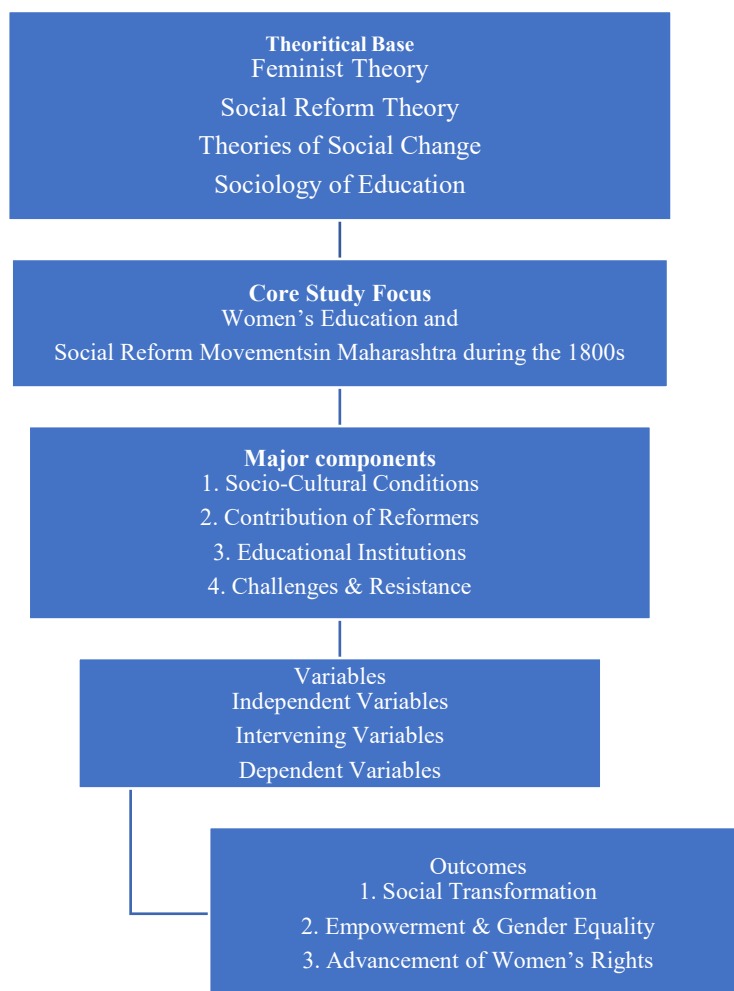 Theoritical Base
Feminist Theory
Social Reform Theory
Theories of Social Change
Sociology of Education
Core Study Focus
Women’s Education and
Social Reform Movementsin Maharashtra during the 1800s
Major components
1. Socio-Cultural Conditions
2. Contribution of Reformers
3. Educational Institutions
4. Challenges & Resistance
Variables
Independent Variables
Intervening Variables
Dependent Variables
Outcomes
1. Social Transformation
2. Empowerment & Gender Equality
3. Advancement of Women’s Rights